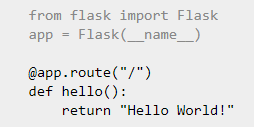 from flask import Flask
app = Flask(__name__)

@app.route("/")
def hello():
    return "Hello World!"